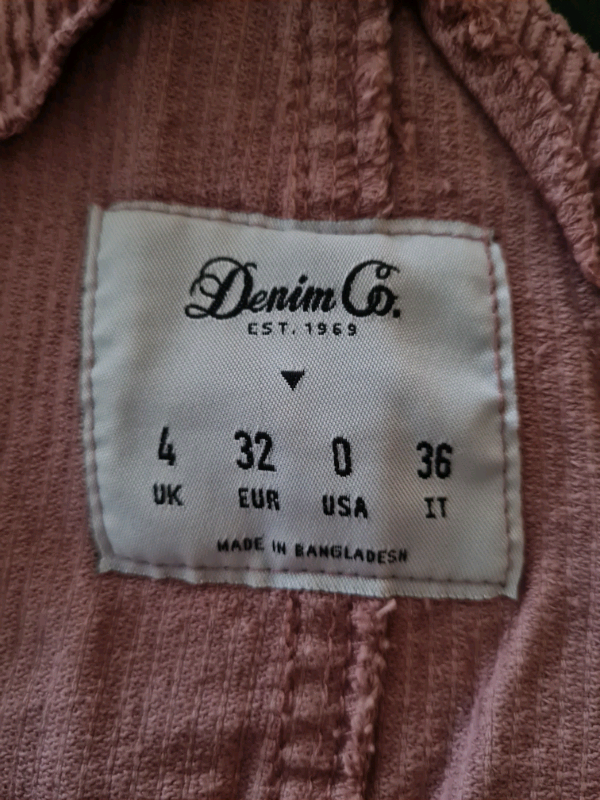 Denim Co.
EST. 1969
4 32 0 36
UK EUR USA IT
MADE IN BANGLADESH